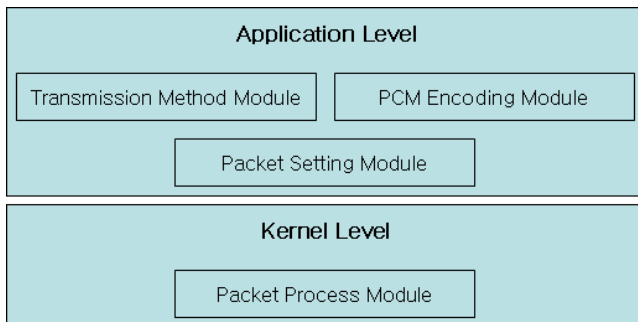 Application Level
Transmission Method Module
PCM Encoding Module
Packet Setting Module
Kernel Level
Packet Process Module